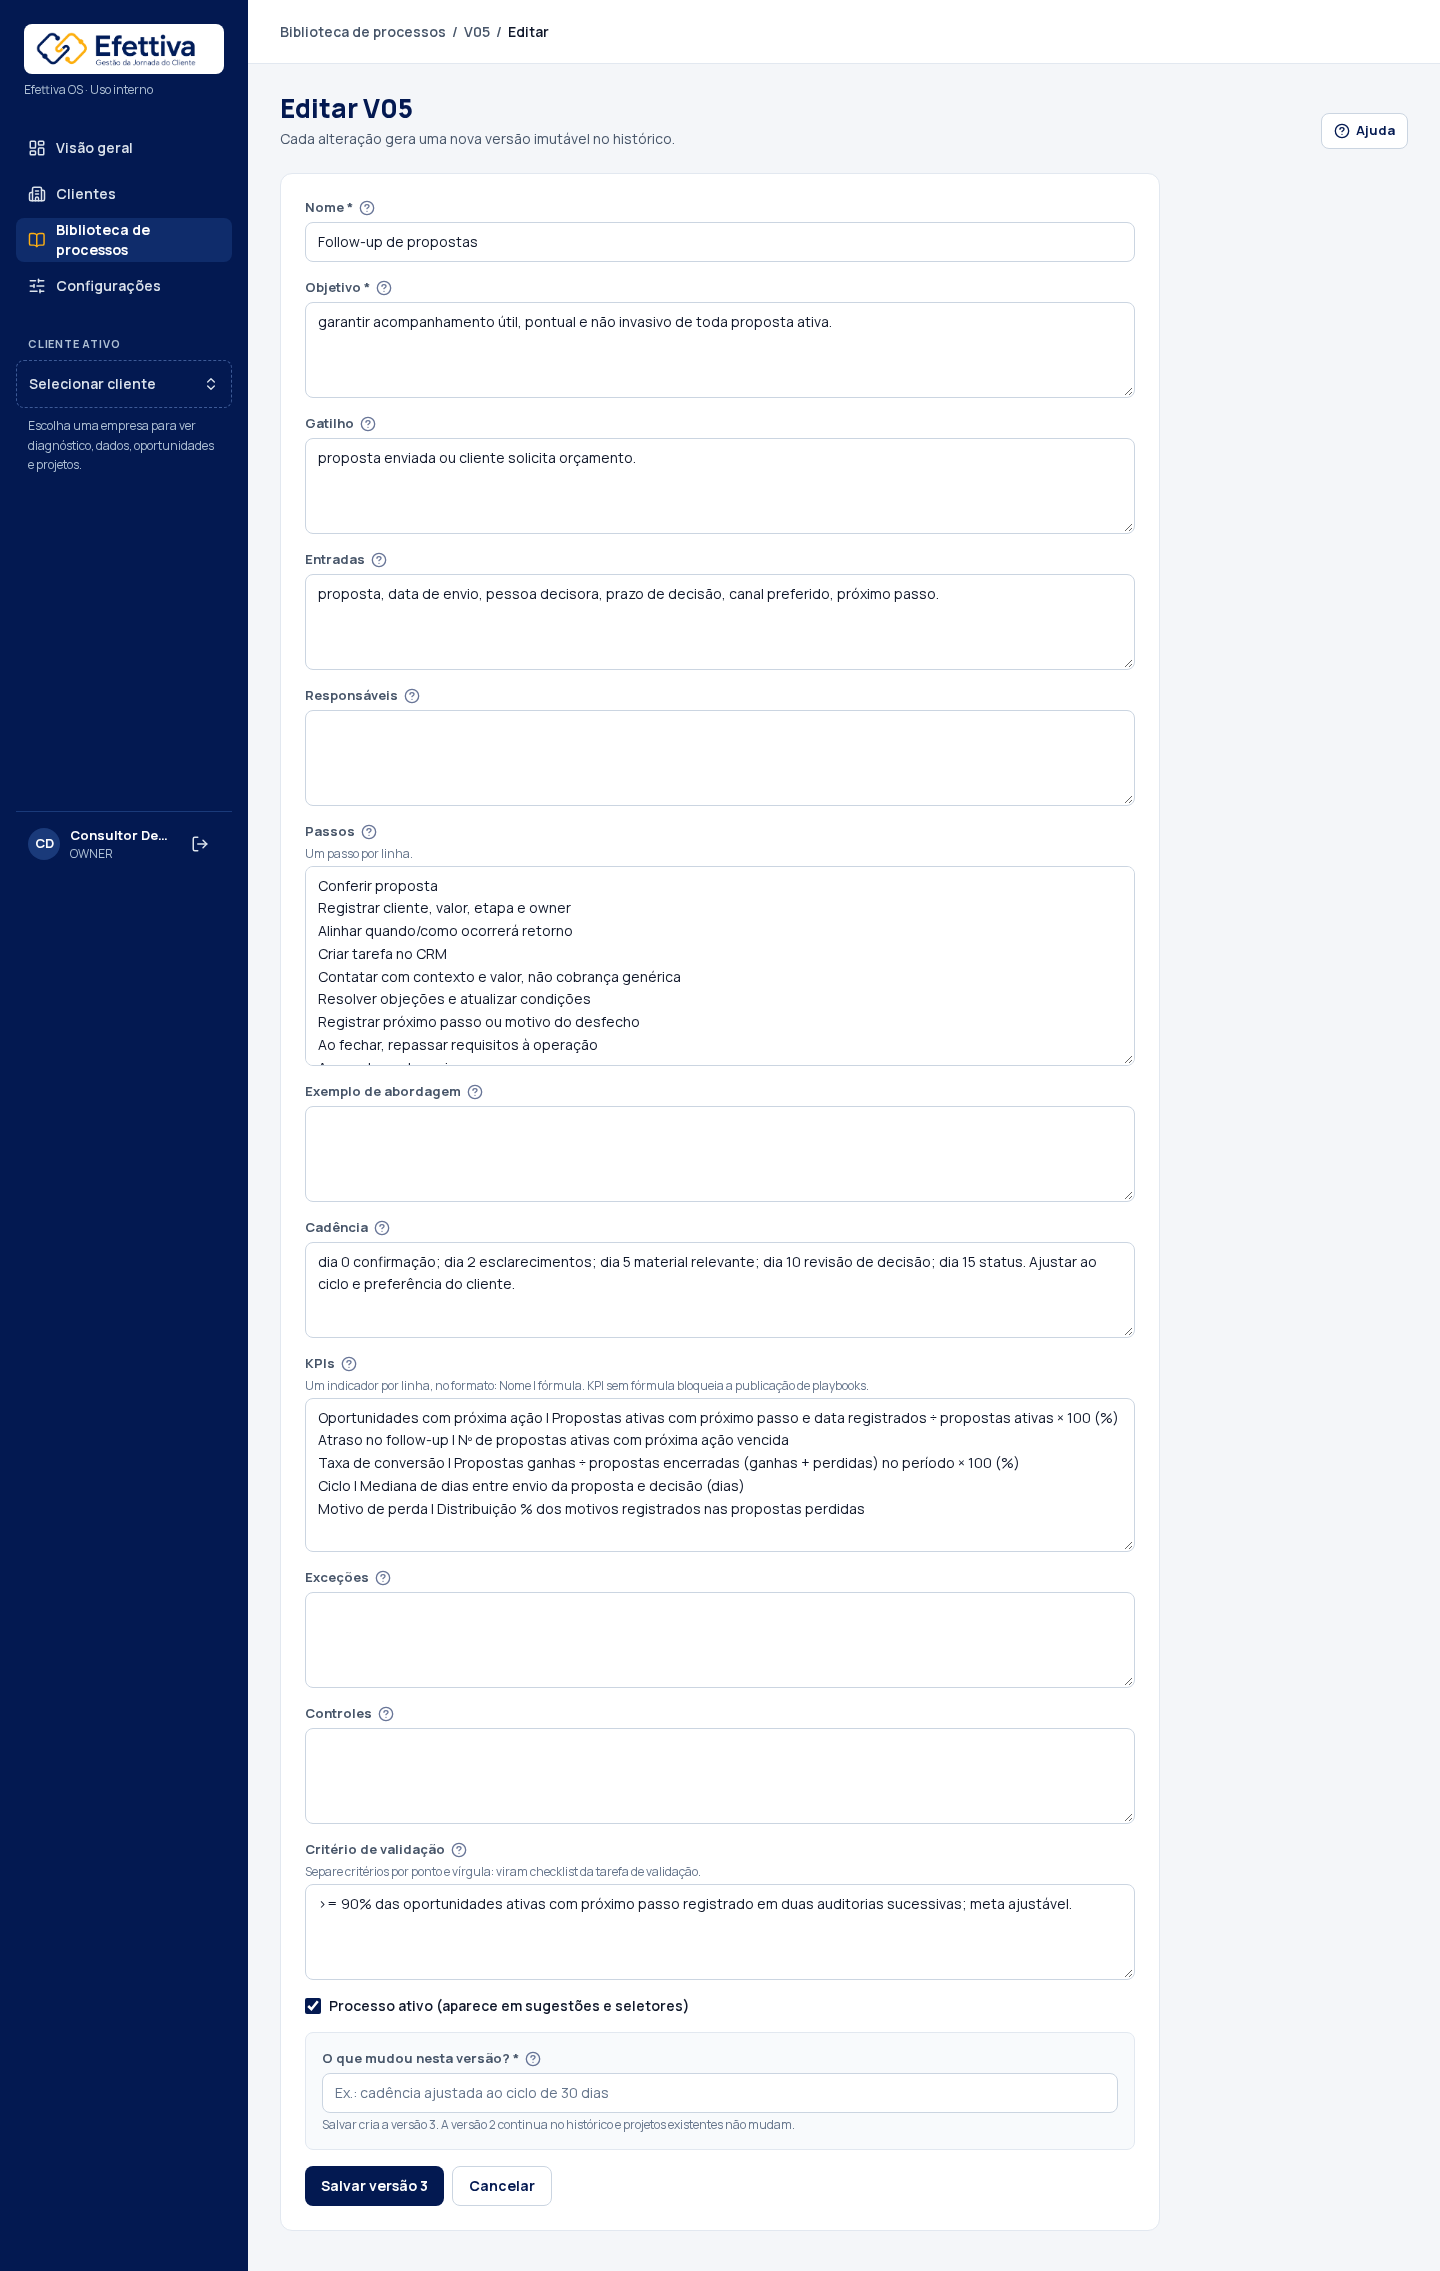 Efettiva
Gestão da Jornada do Cliente
Efettiva OS · Uso interno
Visão geral
Clientes
Biblioteca de
processos
Configurações
CLIENTE ATIVO
Selecionar cliente
Escolha uma empresa para ver
diagnóstico, dados, oportunidades
e projetos.
CD
Consultor De...
OWNER
Biblioteca de processos / V05 / Editar
Editar V05
Cada alteração gera uma nova versão imutável no histórico.
Ajuda
Nome *
Follow-up de propostas
Objetivo *
garantir acompanhamento útil, pontual e não invasivo de toda proposta ativa.
Gatilho
proposta enviada ou cliente solicita orçamento.
Entradas
proposta, data de envio, pessoa decisora, prazo de decisão, canal preferido, próximo passo.
Responsáveis
Passos
Um passo por linha.
Conferir proposta
Registrar cliente, valor, etapa e owner
Alinhar quando/como ocorrerá retorno
Criar tarefa no CRM
Contatar com contexto e valor, não cobrança genérica
Resolver objeções e atualizar condições
Registrar próximo passo ou motivo do desfecho
Ao fechar, repassar requisitos à operação
Exemplo de abordagem
Cadência
dia 0 confirmação; dia 2 esclarecimentos; dia 5 material relevante; dia 10 revisão de decisão; dia 15 status. Ajustar ao
ciclo e preferência do cliente.
KPIs
Um indicador por linha, no formato: Nome | fórmula. KPI sem fórmula bloqueia a publicação de playbooks.
Oportunidades com próxima ação | Propostas ativas com próximo passo e data registrados ÷ propostas ativas × 100 (%)
Atraso no follow-up | Nº de propostas ativas com próxima ação vencida
Taxa de conversão | Propostas ganhas ÷ propostas encerradas (ganhas + perdidas) no período × 100 (%)
Ciclo | Mediana de dias entre envio da proposta e decisão (dias)
Motivo de perda | Distribuição % dos motivos registrados nas propostas perdidas
Exceções
Controles
Critério de validação
Separe critérios por ponto e vírgula: viram checklist da tarefa de validação.
>= 90% das oportunidades ativas com próximo passo registrado em duas auditorias sucessivas; meta ajustável.
Processo ativo (aparece em sugestões e seletores)
O que mudou nesta versão? *
Ex.: cadência ajustada ao ciclo de 30 dias
Salvar cria a versão 3. A versão 2 continua no histórico e projetos existentes não mudam.
Salvar versão 3
Cancelar